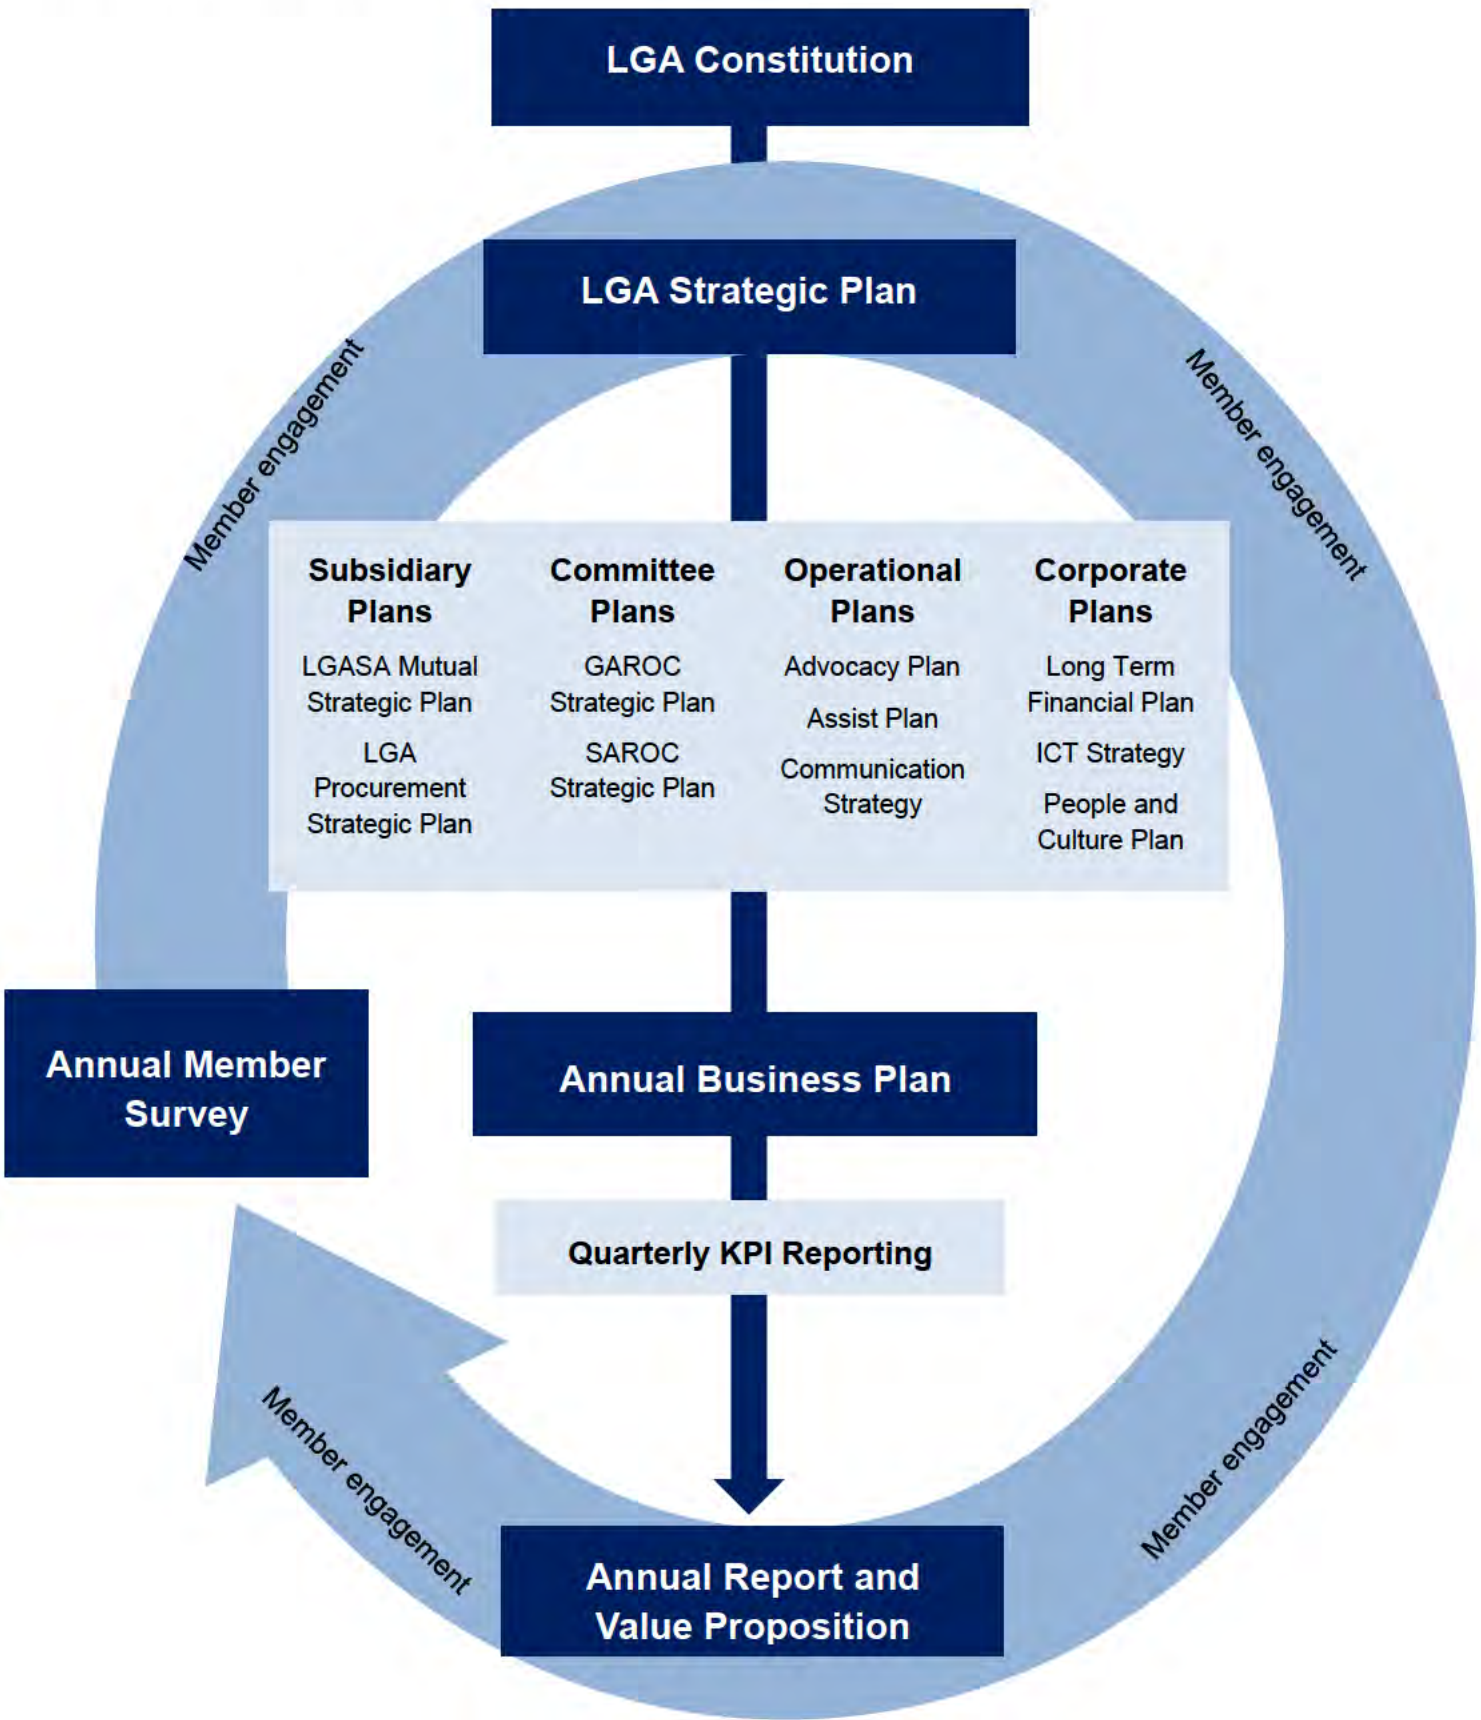 LGA Constitution
LGA Strategic Plan
Member engagement
Member engagement
Subsidiary
Plans
LGASA Mutual
Strategic Plan
LGA
Procurement
Strategic Plan
Committee
Plans
GAROC
Strategic Plan
SAROC
Strategic Plan
Operational
Plans
Advocacy Plan
Assist Plan
Communication
Strategy
Corporate
Plans
Long Term
Financial Plan
ICT Strategy
People and
Culture Plan
Annual Member
Survey
Annual Business Plan
Quarterly KPI Reporting
Member engagement
Member engagement
Annual Report and
Value Proposition